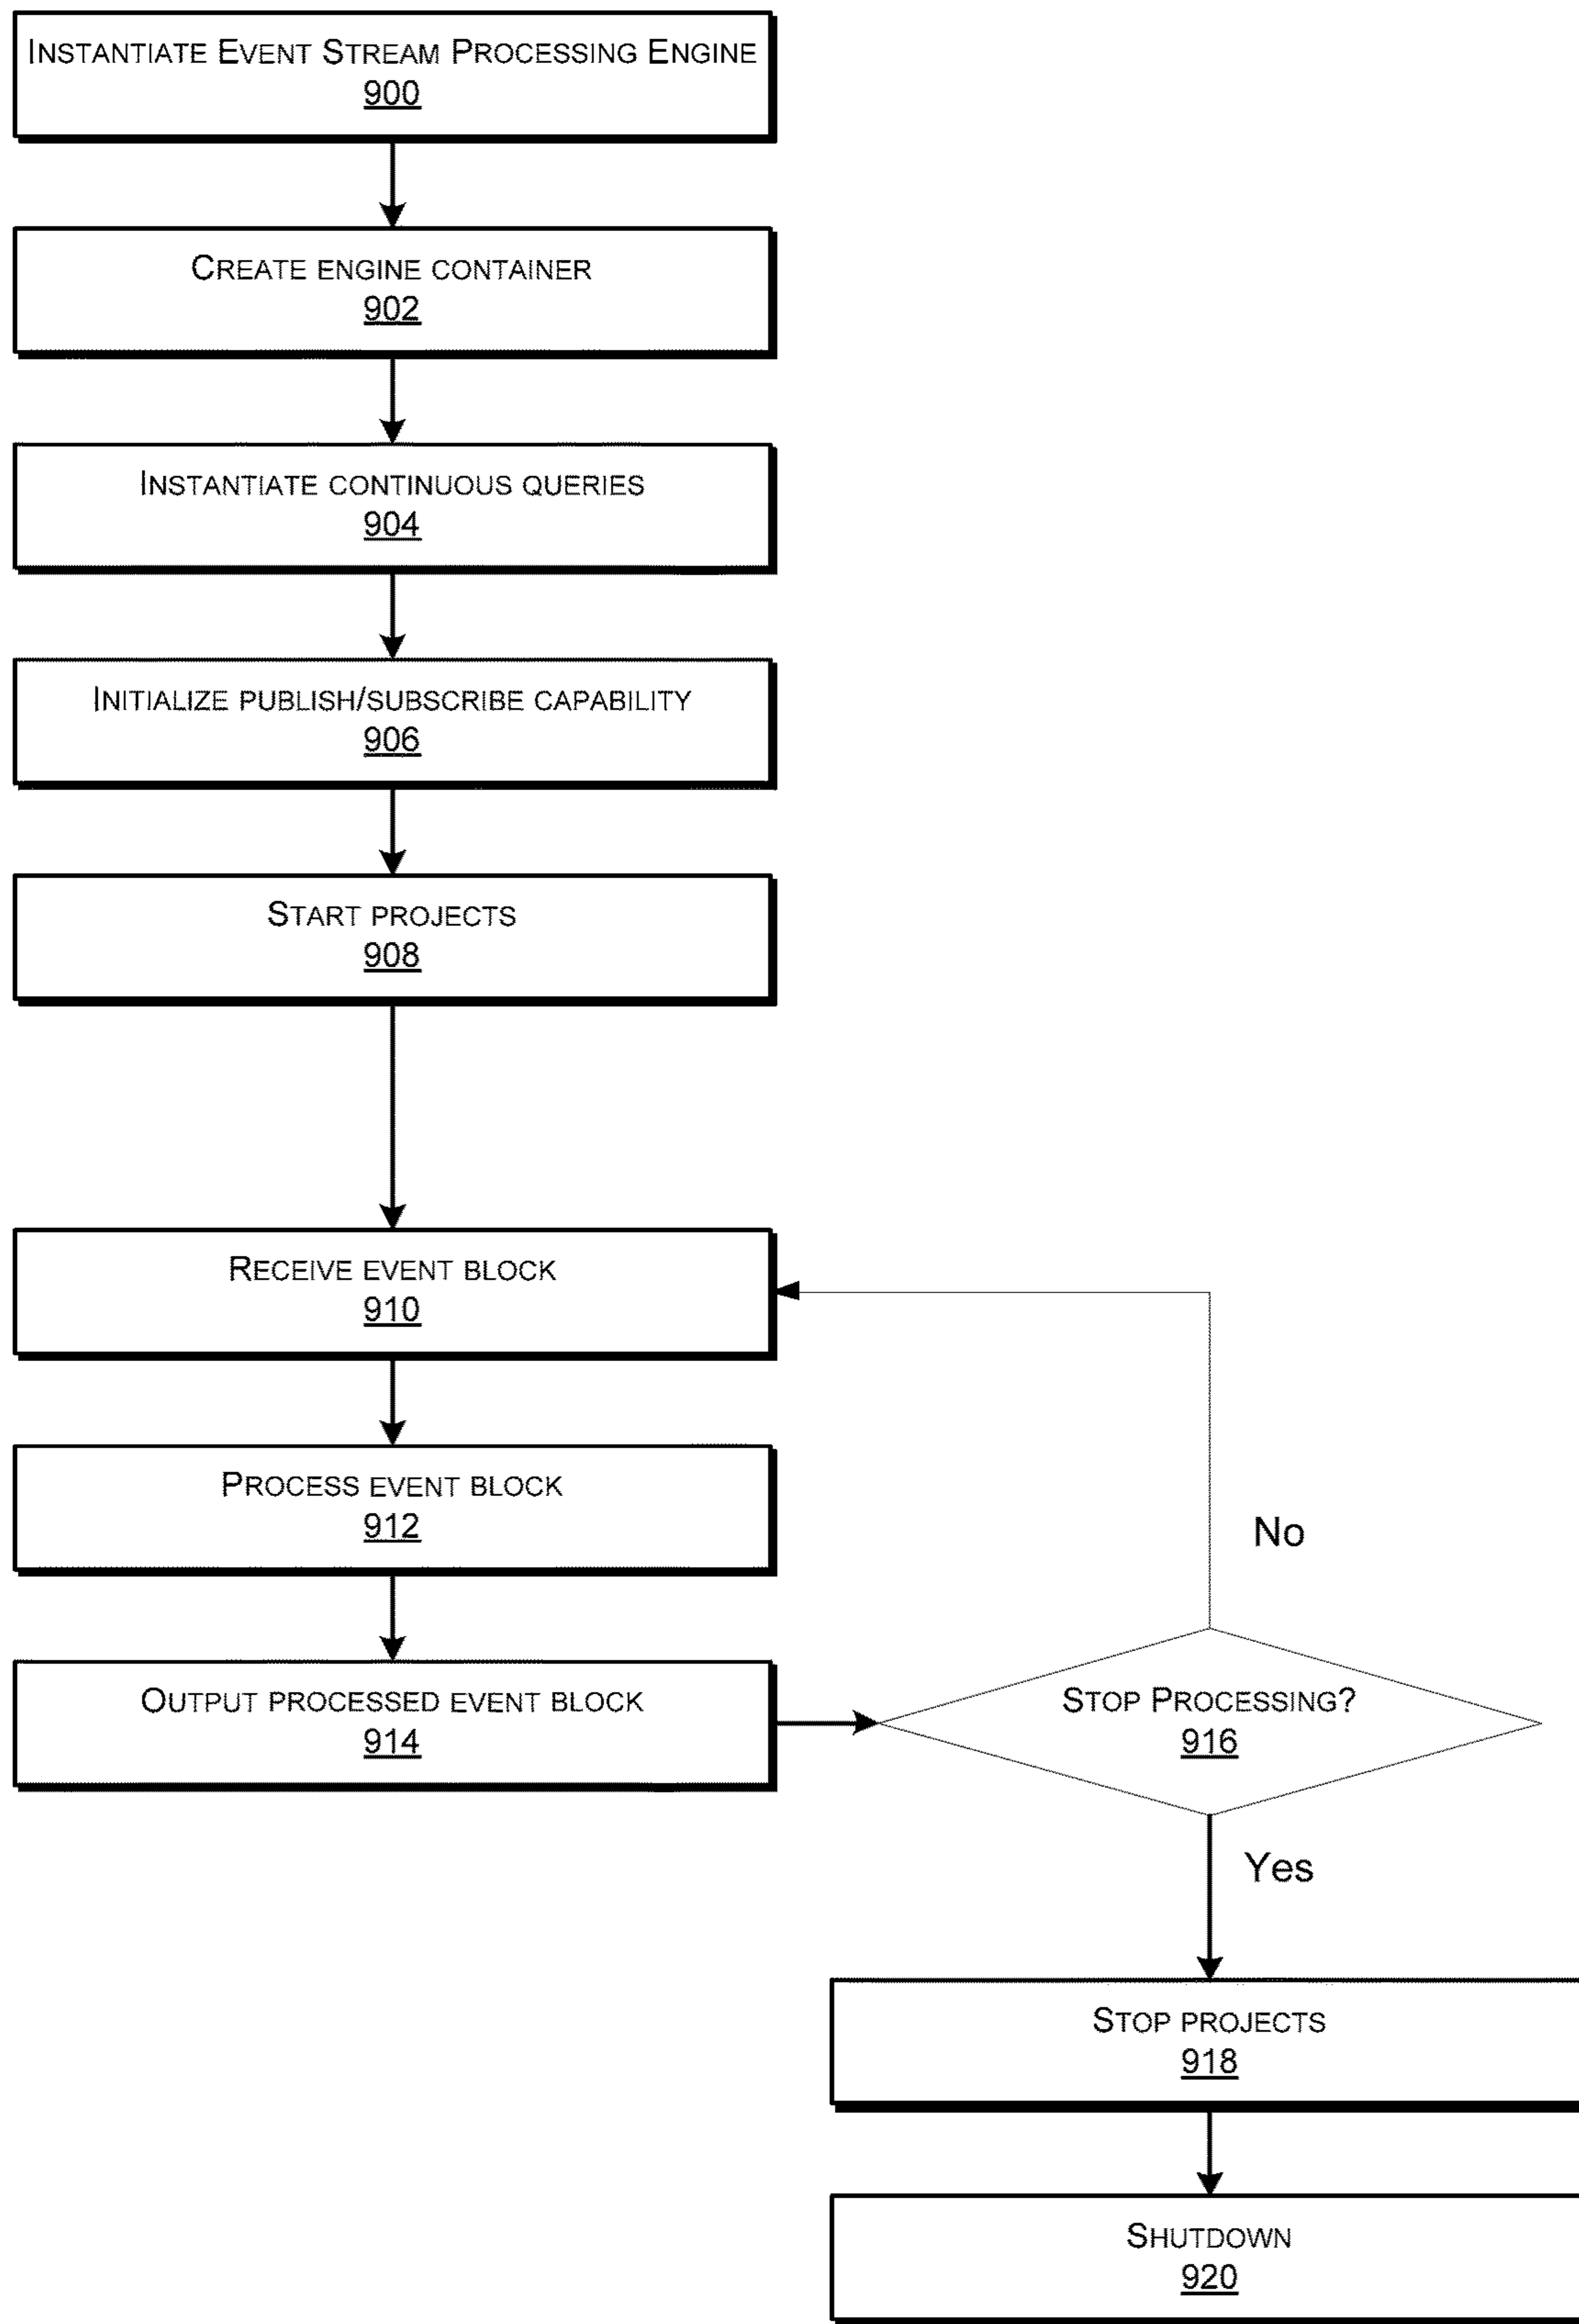 INSTANTIATE EVENT STREAM PROCESSING ENGINE
900
CREATE ENGINE CONTAINER
902
INSTANTIATE CONTINUOUS QUERIES
904
INITIALIZE PUBLISH/SUBSCRIBE CAPABILITY
906
START PROJECTS
908
RECEIVE EVENT BLOCK
910
PROCESS EVENT BLOCK
912
No
OUTPUT PROCESSED EVENT BLOCK
914
STOP PROCESSING?
916
Yes
STOP PROJECTS
918
SHUTDOWN
920